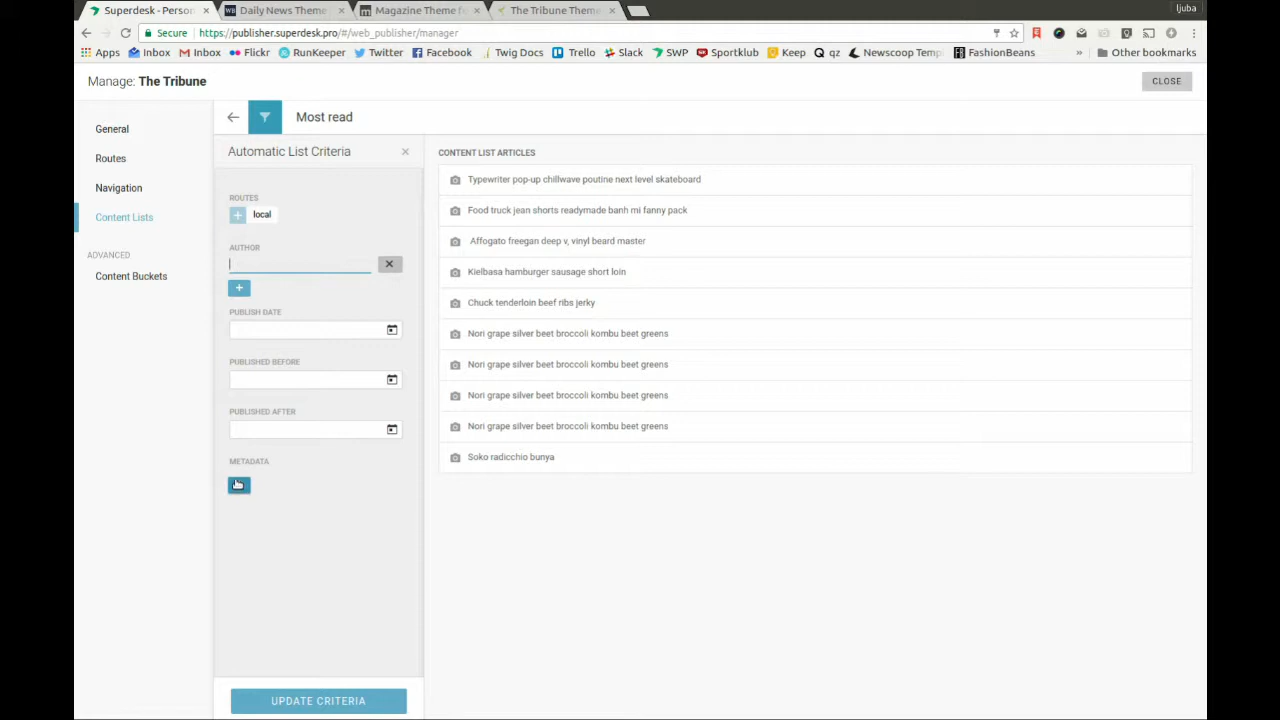 ljuba
Superdesk - Person
Daily News Theme
Magazine Theme fo
The Tribune Theme
Secure https://publisher.superdesk.pro/#/web_publisher/manager
Apps Inbox Inbox Flickr RunKeeper Twitter Facebook Twig Docs Trello Slack SWP Sportklub Keep qz Newscoop Temp FashionBeans » Other bookmarks
Manage: The Tribune
CLOSE
General
Routes
Navigation
Content Lists
ADVANCED
Content Buckets
Most read
Automatic List Criteria
ROUTES
local
AUTHOR
PUBLISH DATE
PUBLISHED BEFORE
PUBLISHED AFTER
METADATA
UPDATE CRITERIA
CONTENT LIST ARTICLES
Typewriter pop-up chillwave poutine next level skateboard
Food truck jean shorts readymade banh mi fanny pack
Affogato freegan deep v, vinyl beard master
Kielbasa hamburger sausage short loin
Chuck tenderloin beef ribs jerky
Nori grape silver beet broccoli kombu beet greens
Nori grape silver beet broccoli kombu beet greens
Nori grape silver beet broccoli kombu beet greens
Nori grape silver beet broccoli kombu beet greens
Soko radicchio bunya